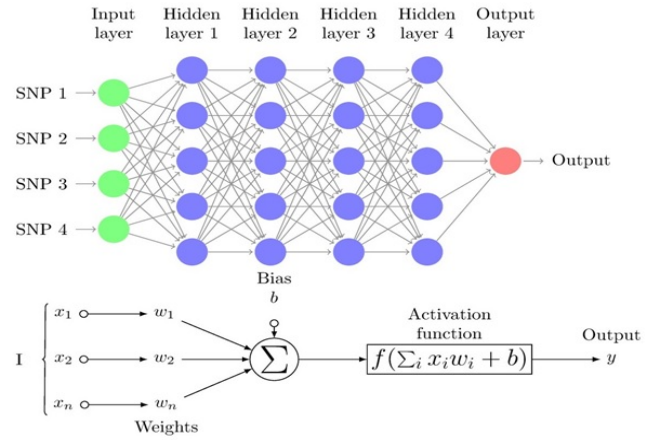 Input layer
Hidden layer 1
Hidden layer 2
Hidden layer 3
Hidden layer 4
Output layer
SNP 1
SNP 2
SNP 3
SNP 4
Output
Bias
b
Activation
function
Output
I
x₁
w₁
x₂
w₂
xₙ
wₙ
∑
f(∑ᵢ xᵢwᵢ + b)
y
Weights